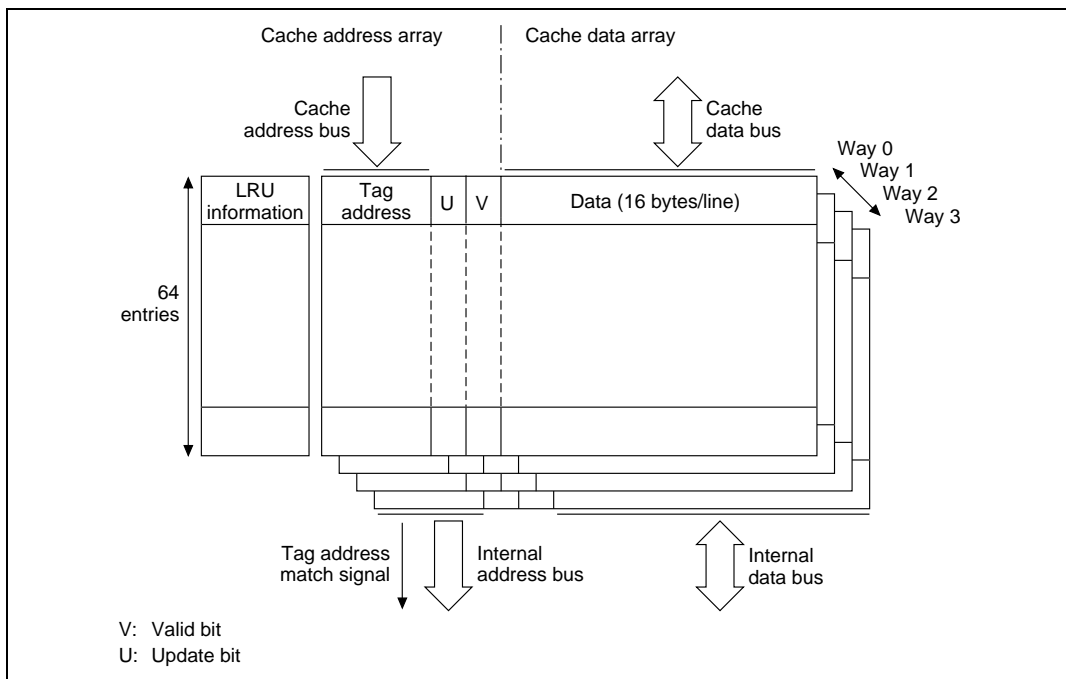 Cache address array
Cache data array
Cache
address bus
Cache
data bus
Way 0
Way 1
Way 2
Way 3
LRU
information
Tag
address
U
V
Data (16 bytes/line)
64
entries
Tag address
match signal
Internal
address bus
Internal
data bus
V: Valid bit
U: Update bit